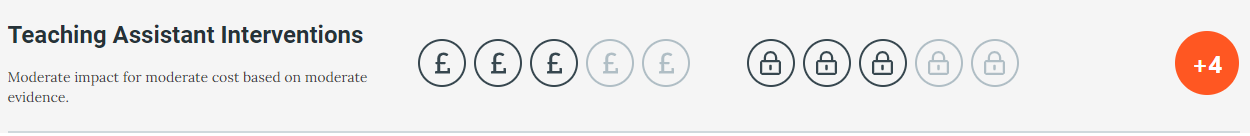 Teaching Assistant Interventions
Moderate impact for moderate cost based on moderate
evidence.
£ £ £ £ £
+4